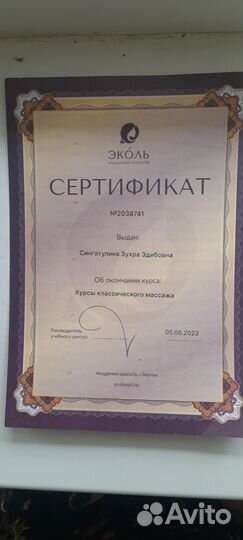 ЭКОЛЬ
АКАДЕМИЯ КРАСОТЫ
СЕРТИФИКАТ
№2038741
Выдан:
Сингатулина Зухра Эдибовна
Об окончании курса:
Курсы классического массажа
Руководитель
учебного центра
05.06.2023
Академия красоты «Эколь»
ecolespb.ru
Avito